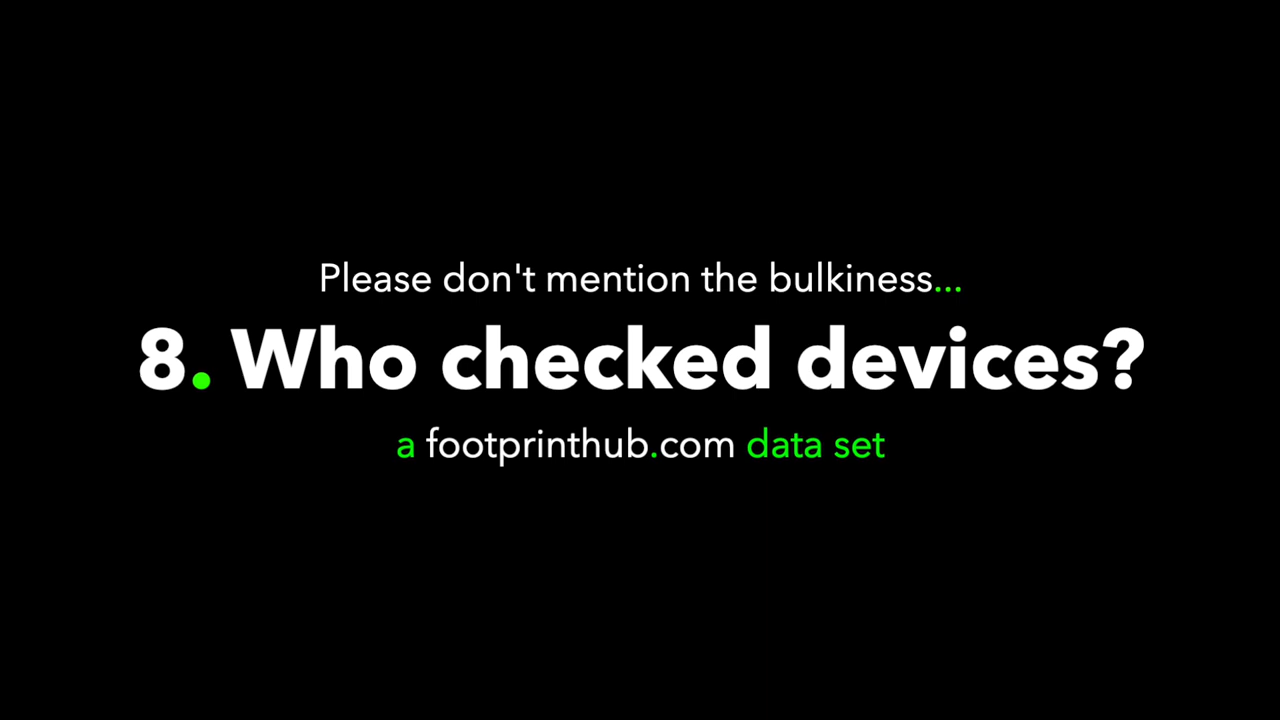 Please don't mention the bulkiness...
8. Who checked devices?
a footprinthub.com data set